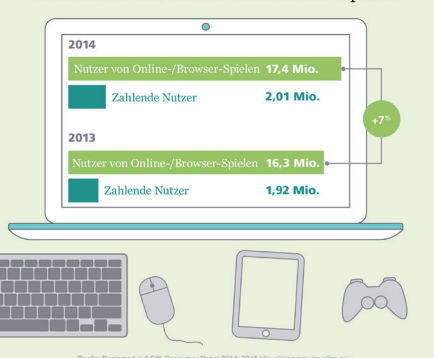 2014
Nutzer von Online-/Browser-Spielen 17,4 Mio.
Zahlende Nutzer 2,01 Mio.
+7%
2013
Nutzer von Online-/Browser-Spielen 16,3 Mio.
Zahlende Nutzer 1,92 Mio.